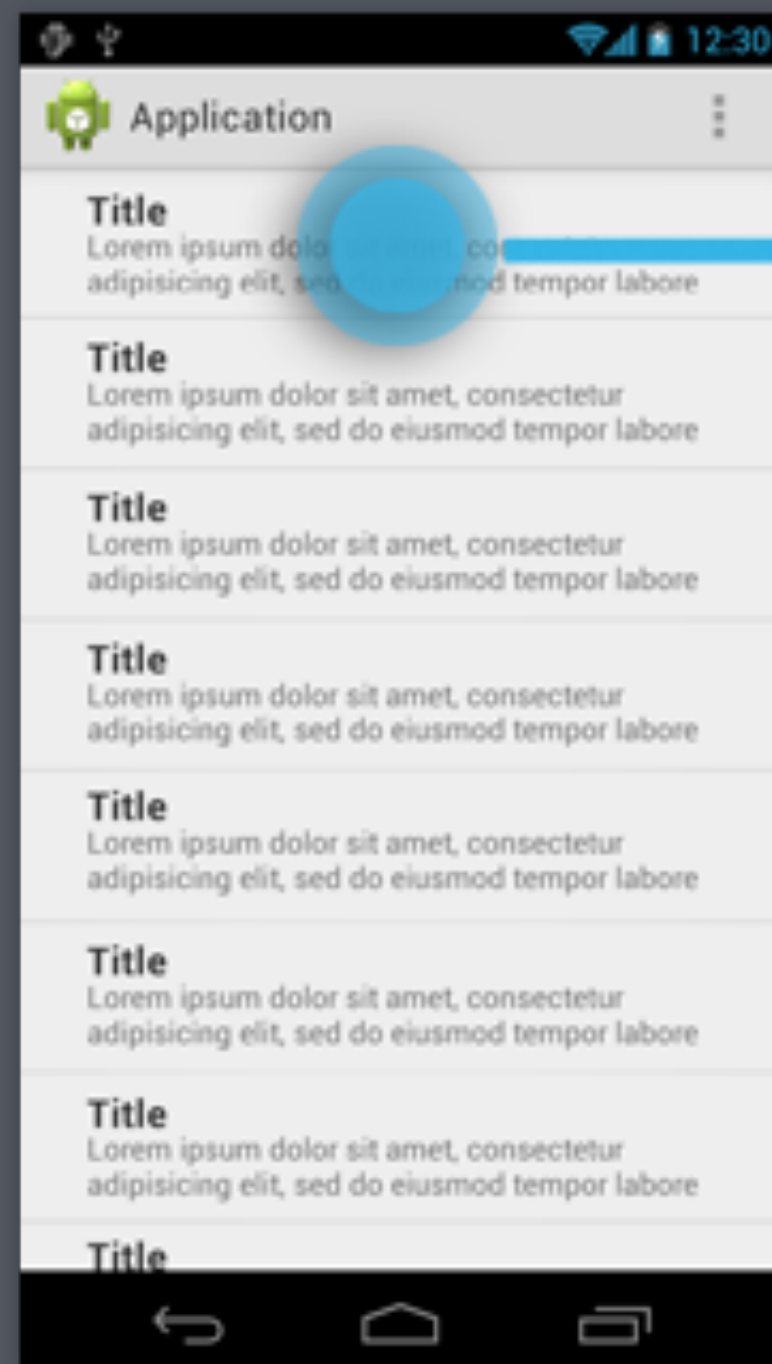 12:30
Application
Title
Lorem ipsum dolo amet, co
adipisicing elit, sed mod tempor labore
Title
Lorem ipsum dolor sit amet, consectetur
adipisicing elit, sed do eiusmod tempor labore
Title
Lorem ipsum dolor sit amet, consectetur
adipisicing elit, sed do eiusmod tempor labore
Title
Lorem ipsum dolor sit amet, consectetur
adipisicing elit, sed do eiusmod tempor labore
Title
Lorem ipsum dolor sit amet, consectetur
adipisicing elit, sed do eiusmod tempor labore
Title
Lorem ipsum dolor sit amet, consectetur
adipisicing elit, sed do eiusmod tempor labore
Title
Lorem ipsum dolor sit amet, consectetur
adipisicing elit, sed do eiusmod tempor labore
Title